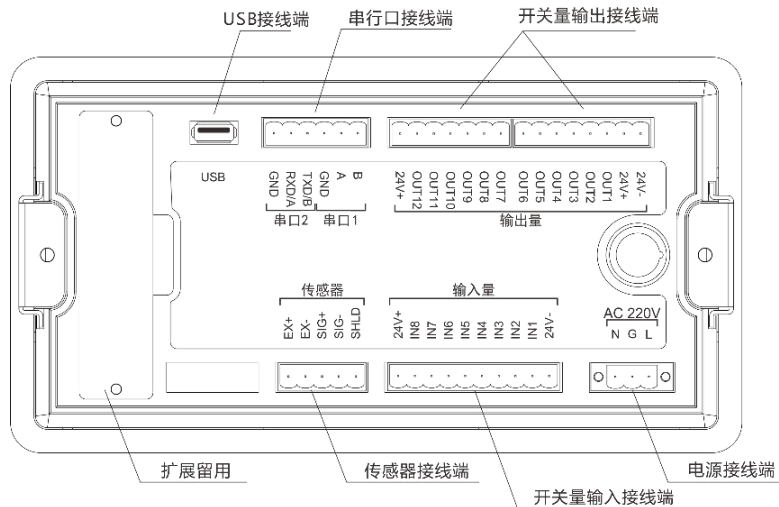 USB接线端
串行口接线端
开关量输出接线端
USB
GND
RXD/A
TXD/B
GND
A
B
串口2
串口1
24V+
OUT12
OUT11
OUT10
OUT9
OUT8
OUT7
OUT6
OUT5
OUT4
OUT3
OUT2
OUT1
24V+
24V-
输出量
传感器
EX+
EX-
SIG+
SIG-
SHLD
输入量
24V+
IN8
IN7
IN6
IN5
IN4
IN3
IN2
IN1
24V-
AC 220V
N G L
扩展留用
传感器接线端
电源接线端
开关量输入接线端